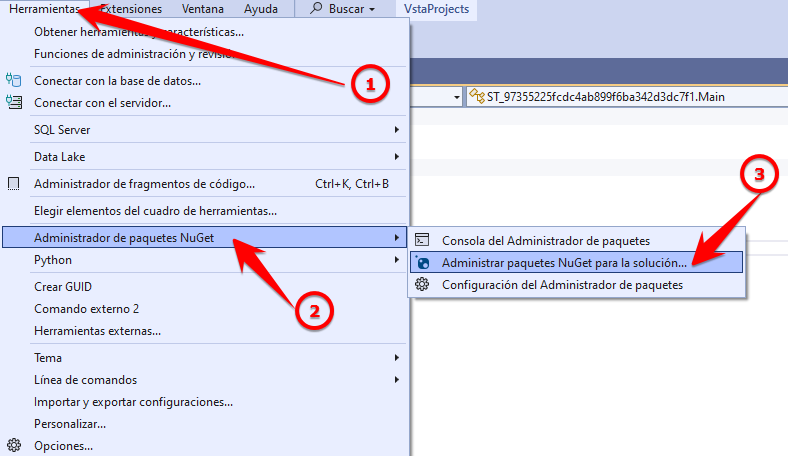 Herramientas Extensiones Ventana Ayuda Buscar VstaProjects
Obtener herramientas y características...
Funciones de administración y revisión
Conectar con la base de datos...
1
Conectar con el servidor...
ST_97355225fcdc4ab899f6ba342d3dc7f1.Main
SQL Server
Data Lake
Administrador de fragmentos de código... Ctrl+K, Ctrl+B
3
Elegir elementos del cuadro de herramientas...
Administrador de paquetes NuGet
Consola del Administrador de paquetes
Python
Administrar paquetes NuGet para la solución...
Crear GUID
Configuración del Administrador de paquetes
Comando externo 2
2
Herramientas externas...
Tema
Línea de comandos
Importar y exportar configuraciones...
Personalizar...
Opciones...